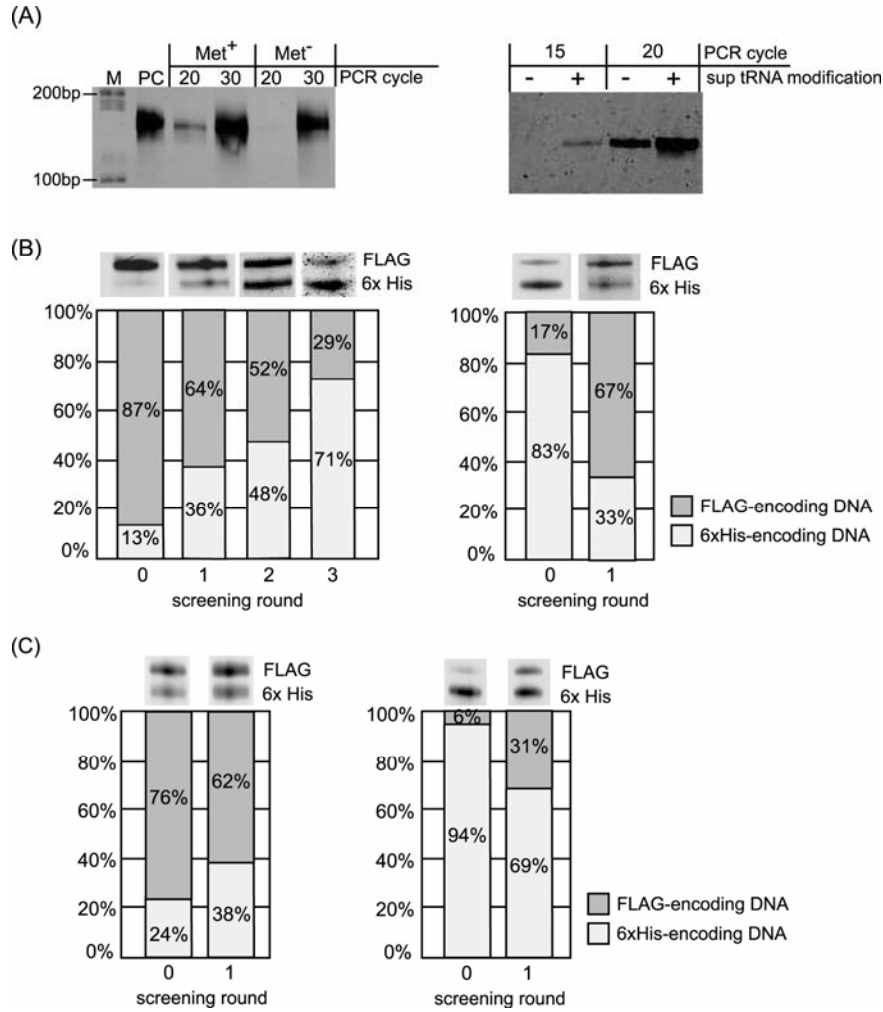 (A)
Met+ Met-
M PC 20 30 20 30 PCR cycle
200bp
100bp
15 20 PCR cycle
- + - + sup tRNA modification
(B)
FLAG
6x His
100%
80%
60%
40%
20%
0%
87%
13%
64%
36%
52%
48%
29%
71%
0 1 2 3
screening round
FLAG
6x His
100%
80%
60%
40%
20%
0%
17%
83%
67%
33%
0 1
screening round
FLAG-encoding DNA
6xHis-encoding DNA
(C)
FLAG
6x His
100%
80%
60%
40%
20%
0%
76%
24%
62%
38%
0 1
screening round
FLAG
6x His
100%
80%
60%
40%
20%
0%
6%
94%
31%
69%
0 1
screening round
FLAG-encoding DNA
6xHis-encoding DNA